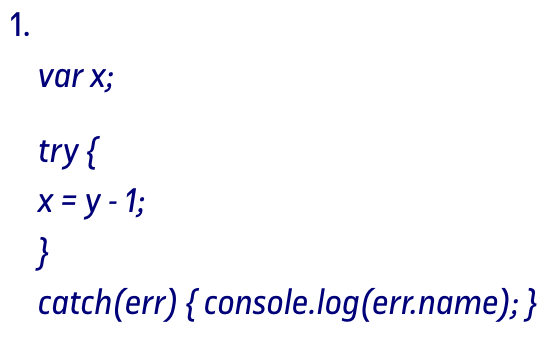 1.
var x;
try {
x = y - 1;
}
catch(err) { console.log(err.name); }